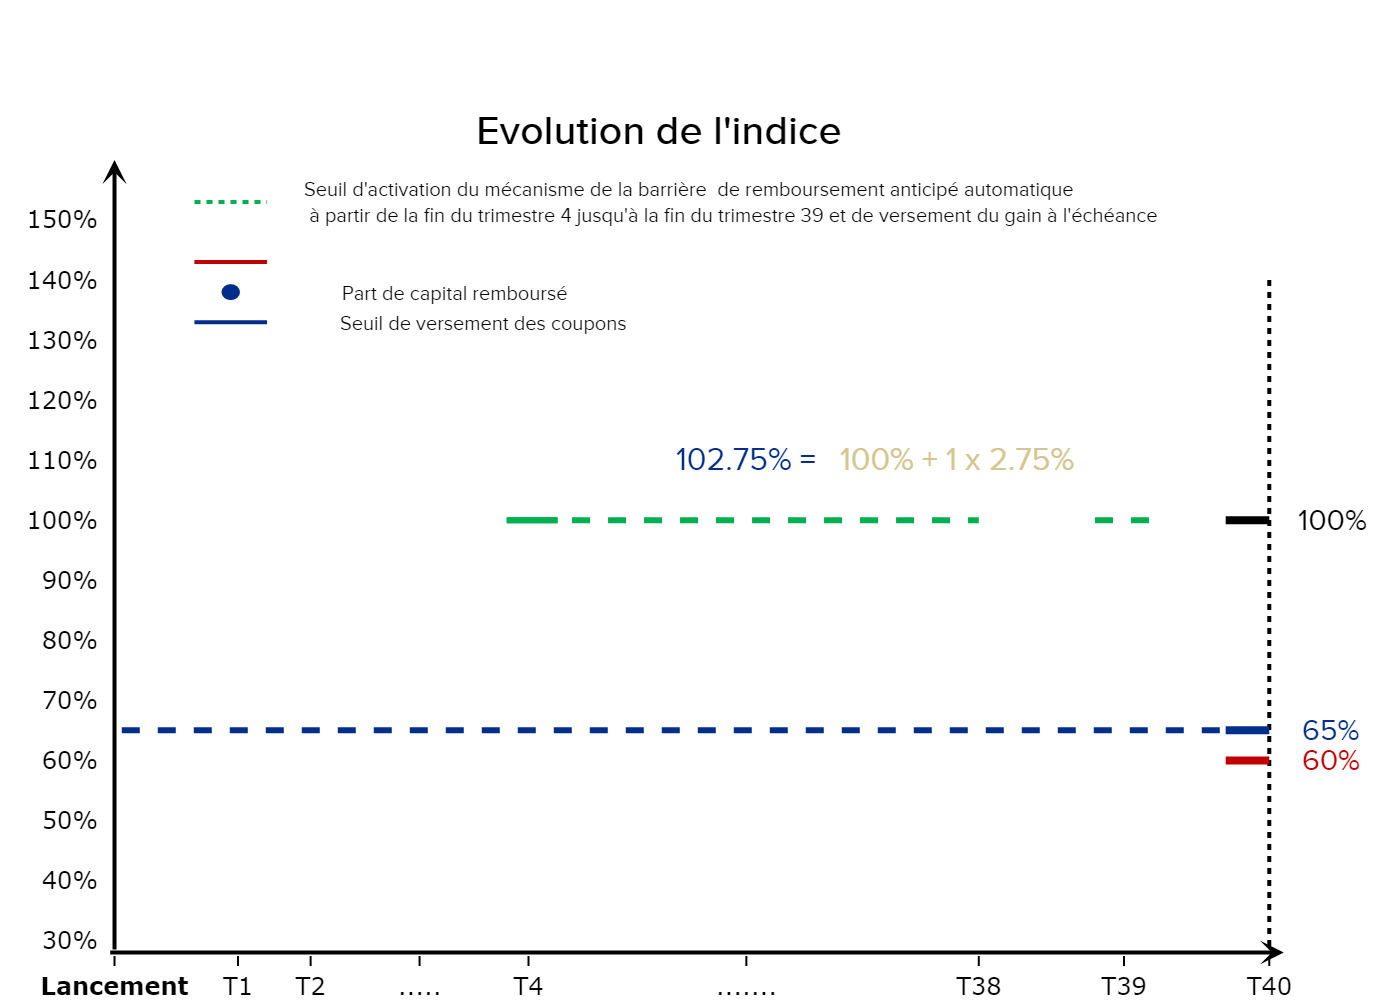 Evolution de l'indice
Seuil d'activation du mécanisme de la barrière  de remboursement anticipé automatique
à partir de la fin du trimestre 4 jusqu'à la fin du trimestre 39 et de versement du gain à l'échéance
150%
140%
Part de capital remboursé
Seuil de versement des coupons
130%
120%
110%
102.75% = 100% + 1 x 2.75%
100%
100%
90%
80%
70%
65%
60%
60%
50%
40%
30%
Lancement T1 T2 ..... T4 ....... T38 T39 T40